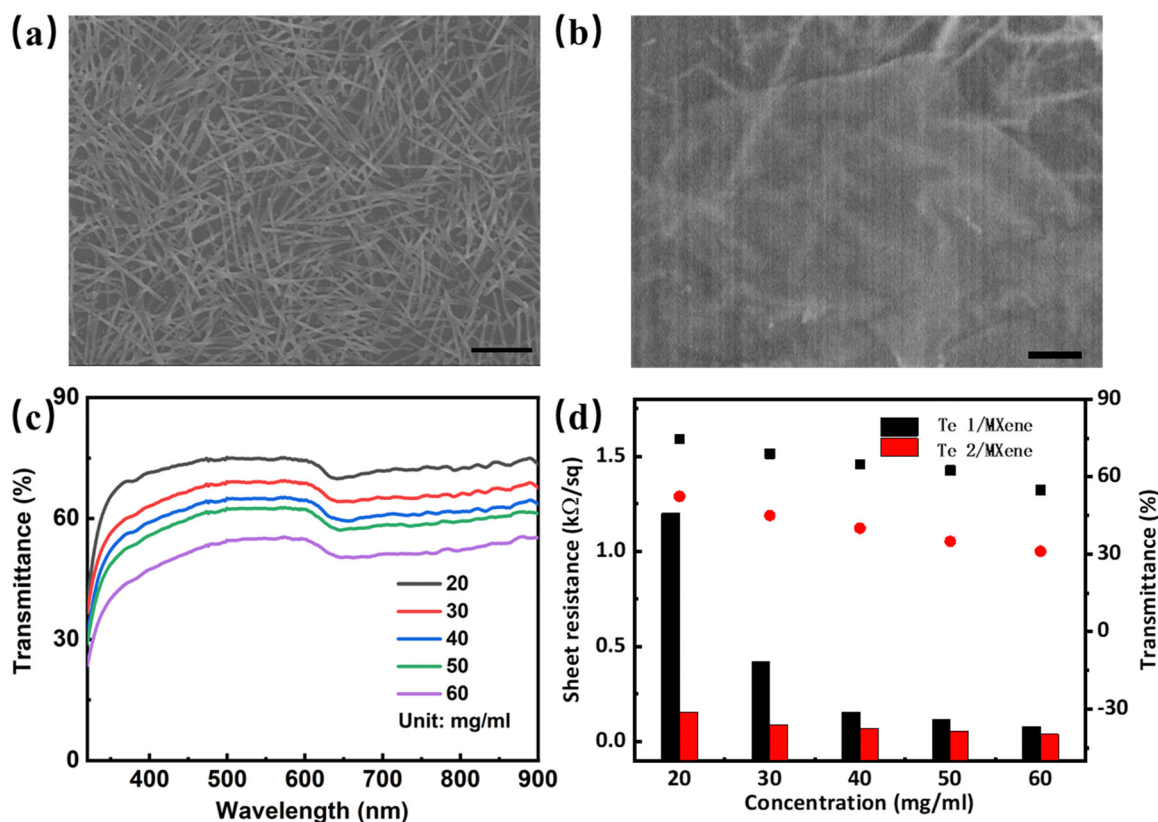 (a)
(b)
(c)
90
60
30
0
Transmittance (%)
20
30
40
50
60
Unit: mg/ml
400 500 600 700 800 900
Wavelength (nm)
(d)
1.5
1.0
0.5
0.0
Sheet resistance (kΩ/sq)
Te 1/MXene
Te 2/MXene
90
60
30
0
-30
Transmittance (%)
20 30 40 50 60
Concentration (mg/ml)